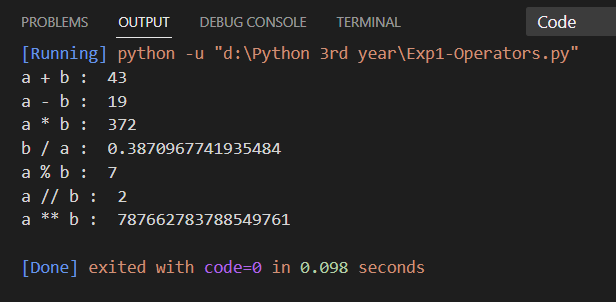 PROBLEMS OUTPUT DEBUG CONSOLE TERMINAL Code
[Running] python -u "d:\Python 3rd year\Exp1-Operators.py"
a + b :  43
a - b :  19
a * b :  372
b / a :  0.3870967741935484
a % b :  7
a // b :  2
a ** b :  787662783788549761
[Done] exited with code=0 in 0.098 seconds